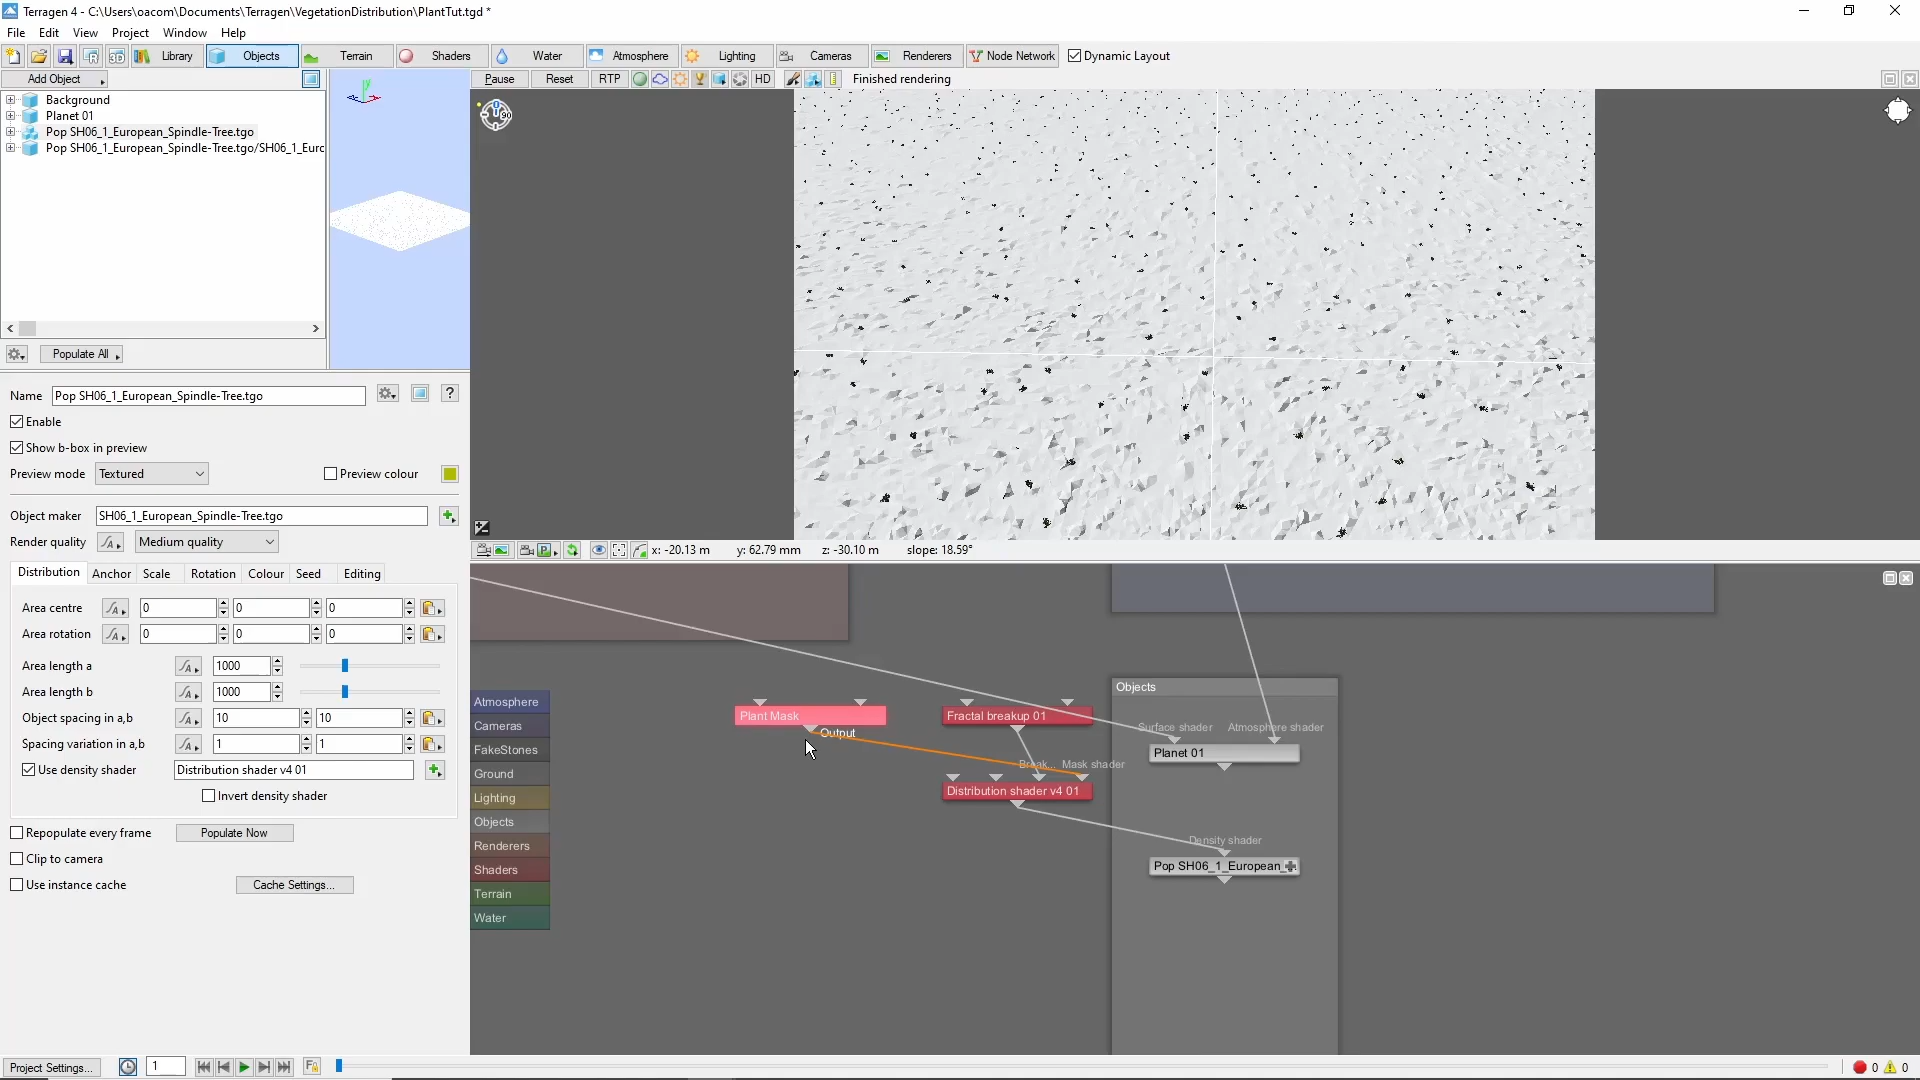 Terragen 4 - C:\Users\oacom\Documents\Terragen\VegetationDistribution\PlantTut.tgd *
File Edit View Project Window Help
Library Objects Terrain Shaders Water Atmosphere Lighting Cameras Renderers Node Network Dynamic Layout
Add Object
Pause Reset RTP HD Finished rendering
Background
Planet 01
Pop SH06_1_European_Spindle-Tree.tgo
Pop SH06_1_European_Spindle-Tree.tgo/SH06_1_Eurc
Populate All
Name Pop SH06_1_European_Spindle-Tree.tgo ?
Enable
Show b-box in preview
Preview mode Textured Preview colour
Object maker SH06_1_European_Spindle-Tree.tgo
Render quality Medium quality
Distribution Anchor Scale Rotation Colour Seed Editing
Area centre 0 0 0
Area rotation 0 0 0
Area length a 1000
Area length b 1000
Object spacing in a,b 10 10
Spacing variation in a,b 1 1
Use density shader Distribution shader v4 01
Invert density shader
Repopulate every frame Populate Now
Clip to camera
Use instance cache Cache Settings...
x: -20.13 m y: 62.79 mm z: -30.10 m slope: 18.59°
Atmosphere
Cameras
FakeStones
Ground
Lighting
Objects
Renderers
Shaders
Terrain
Water
Plant Mask
Output
Fractal breakup 01
Break... Mask shader
Distribution shader v4 01
Objects
Surface shader Atmosphere shader
Planet 01
Density shader
Pop SH06_1_European_
Project Settings... 1 0 0